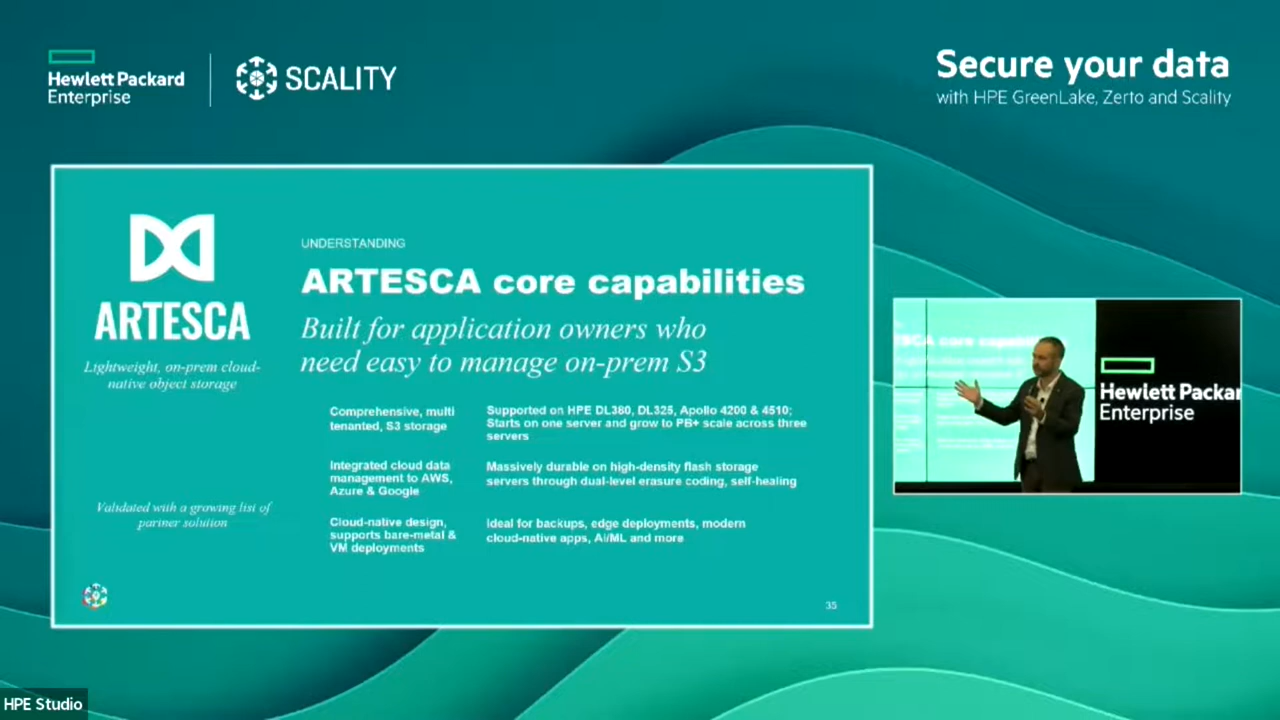 Hewlett Packard
Enterprise
SCALITY
Secure your data
with HPE GreenLake, Zerto and Scality
ARTESCA
Lightweight, on-prem cloud-
native object storage
Validated with a growing list of
partner solution
UNDERSTANDING
ARTESCA core capabilities
Built for application owners who
need easy to manage on-prem S3
Comprehensive, multi
tenanted, S3 storage
Supported on HPE DL380, DL325, Apollo 4200 & 4510;
Starts on one server and grow to PB+ scale across three
servers
Integrated cloud data
management to AWS,
Azure & Google
Massively durable on high-density flash storage
servers through dual-level erasure coding, self-healing
Cloud-native design,
supports bare-metal &
VM deployments
Ideal for backups, edge deployments, modern
cloud-native apps, AI/ML and more
35
Hewlett Packar
Enterprise
HPE Studio